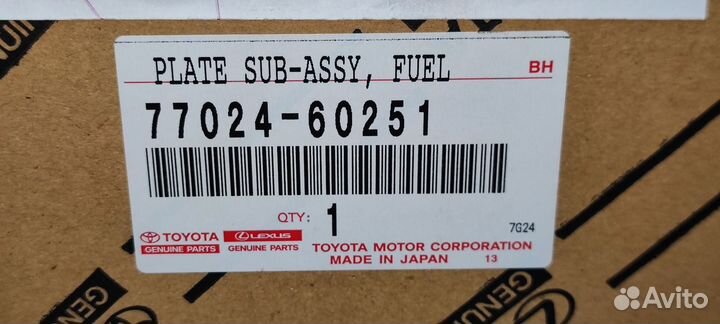 PLATE SUB-ASSY, FUEL
BH
77024-60251
QTY: 1
7G24
TOYOTA LEXUS
GENUINE PARTS GENUINE PARTS
TOYOTA MOTOR CORPORATION
MADE IN JAPAN 13
GENUINE
Avito